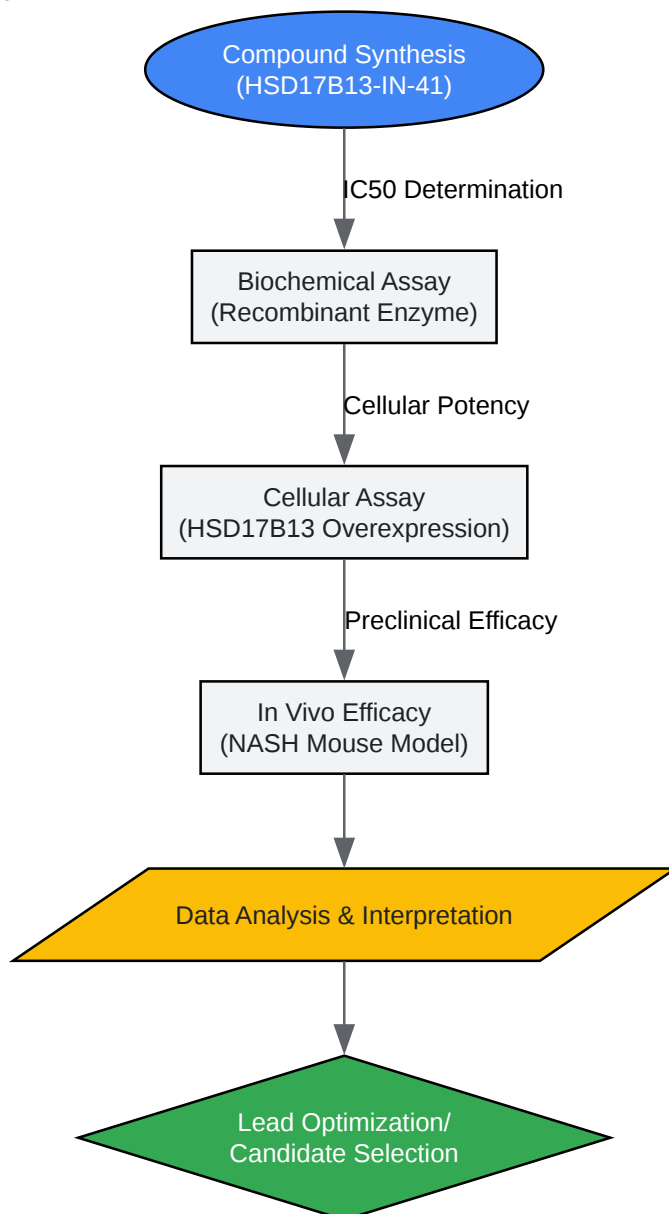 Compound Synthesis
(HSD17B13-IN-41)
IC50 Determination
Biochemical Assay
(Recombinant Enzyme)
Cellular Potency
Cellular Assay
(HSD17B13 Overexpression)
Preclinical Efficacy
In Vivo Efficacy
(NASH Mouse Model)
Data Analysis & Interpretation
Lead Optimization/
Candidate Selection